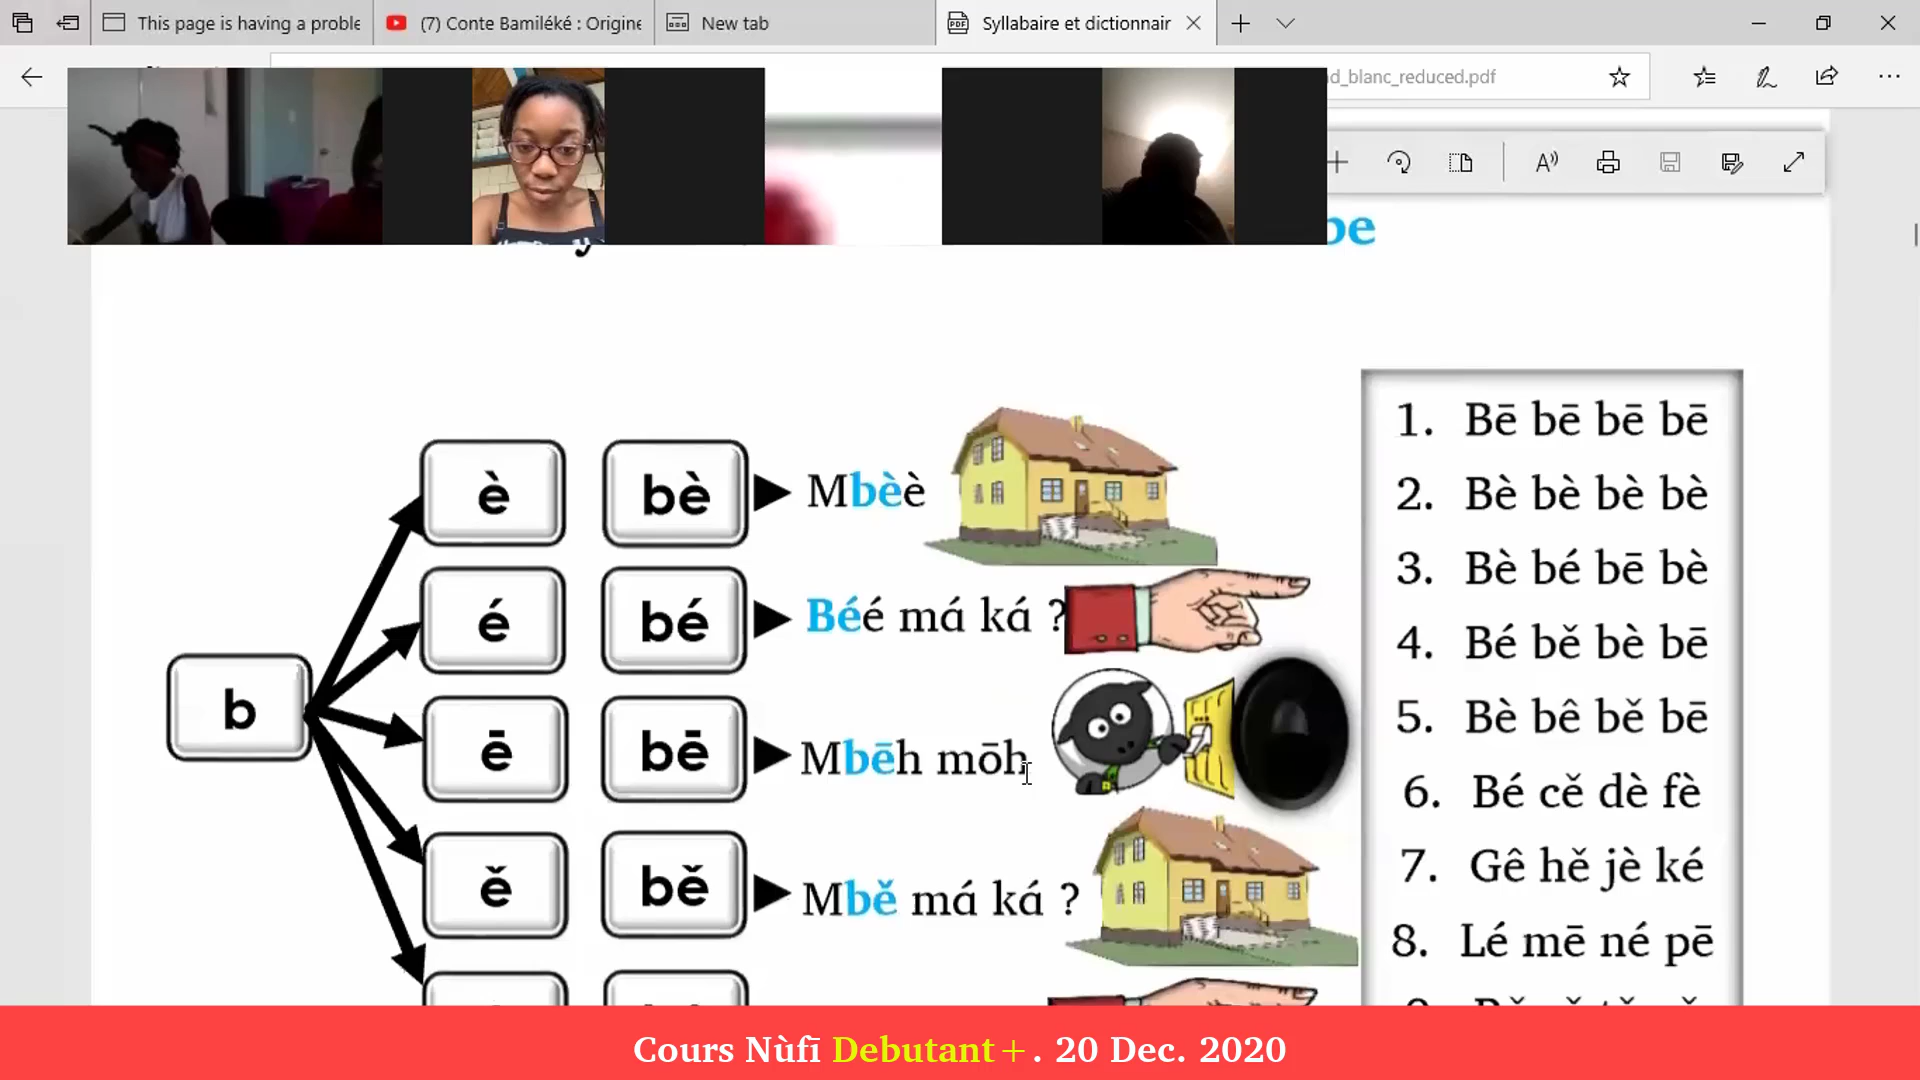 This page is having a proble
(7) Conte Bamiléké : Origine
New tab
Syllabaire et dictionnair
nd_blanc_reduced.pdf
be
b
è bè Mbèè
é bé Béé má ká ?
ē bē Mbēh mōh
ě bě Mbě má ká ?
1. Bē bē bē bē
2. Bè bè bè bè
3. Bè bé bē bè
4. Bé bě bè bē
5. Bè bê bě bē
6. Bé cě dè fè
7. Gê hě jè ké
8. Lé mē né pē
Cours Nùfī Debutant+. 20 Dec. 2020